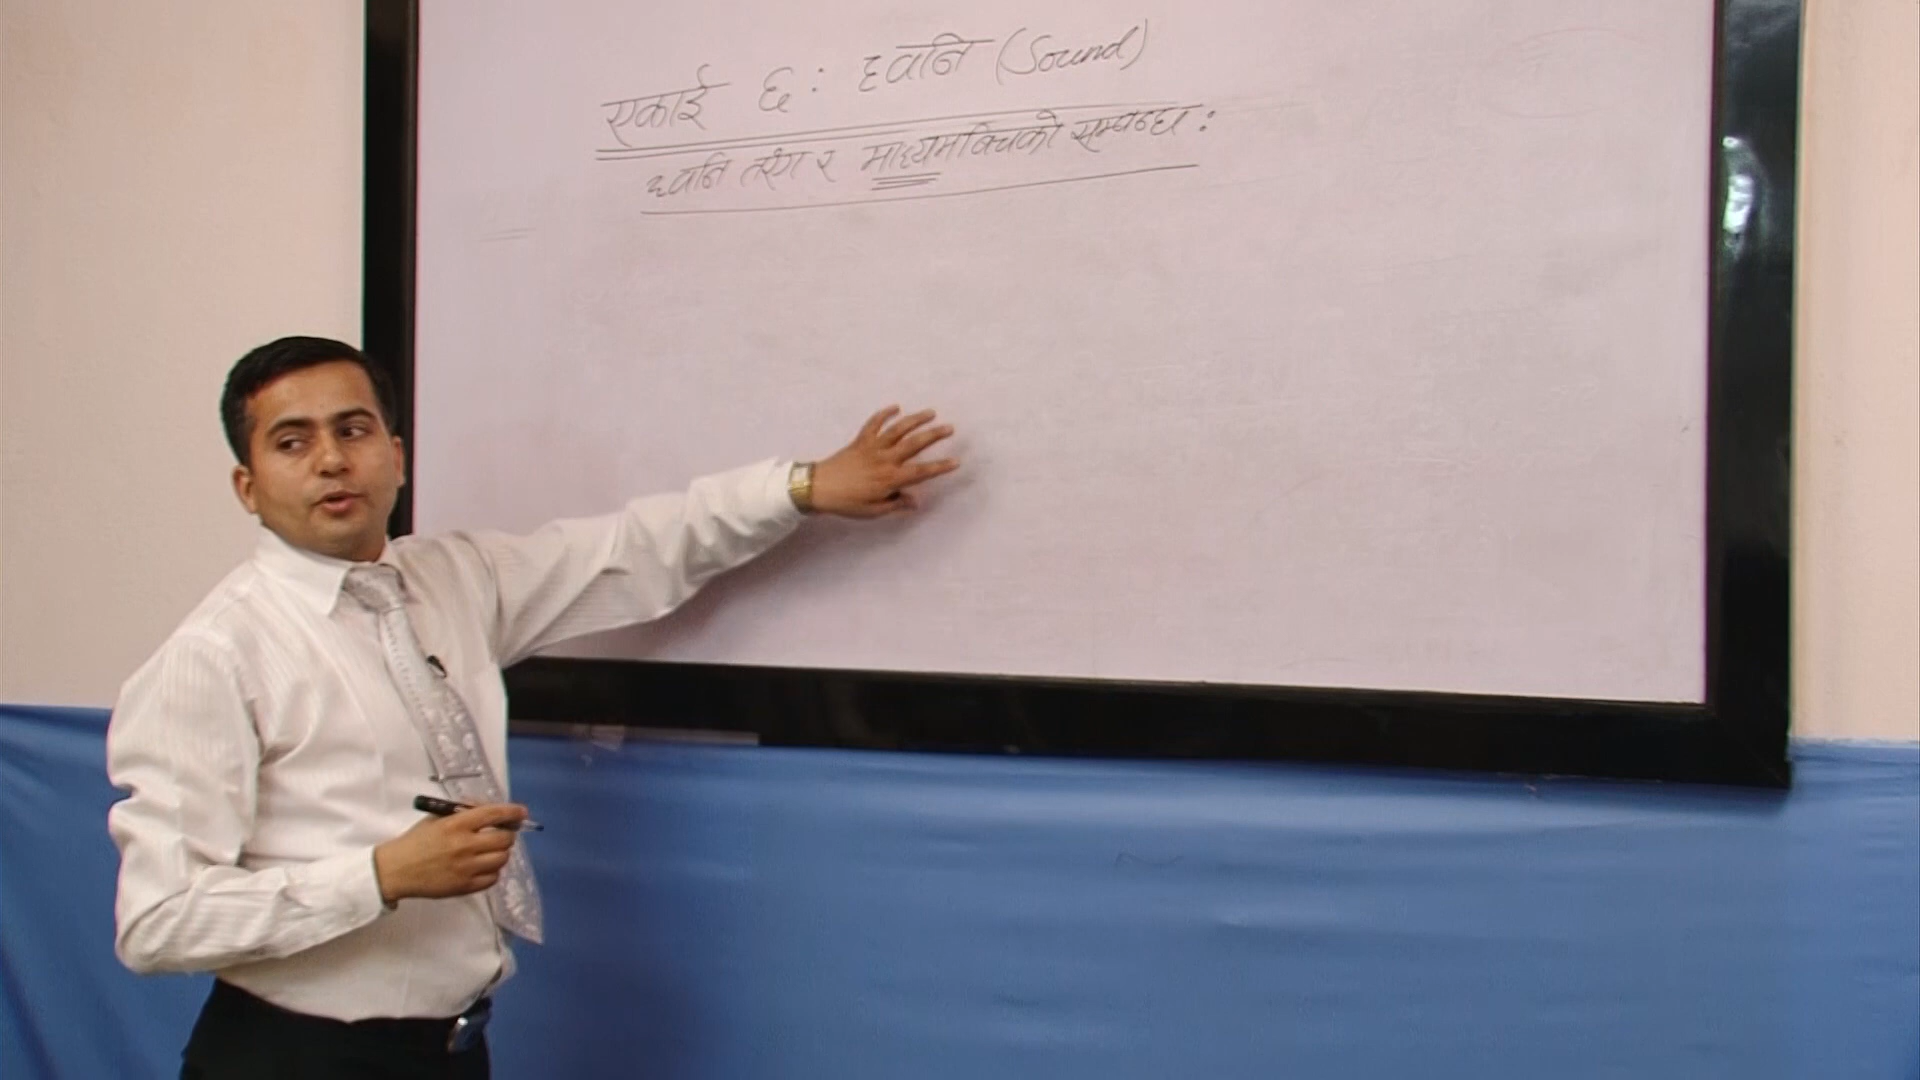 एकाई ६ : ध्वनि (Sound)
ध्वनि तरंग र माध्यमबिचको सम्बन्ध :